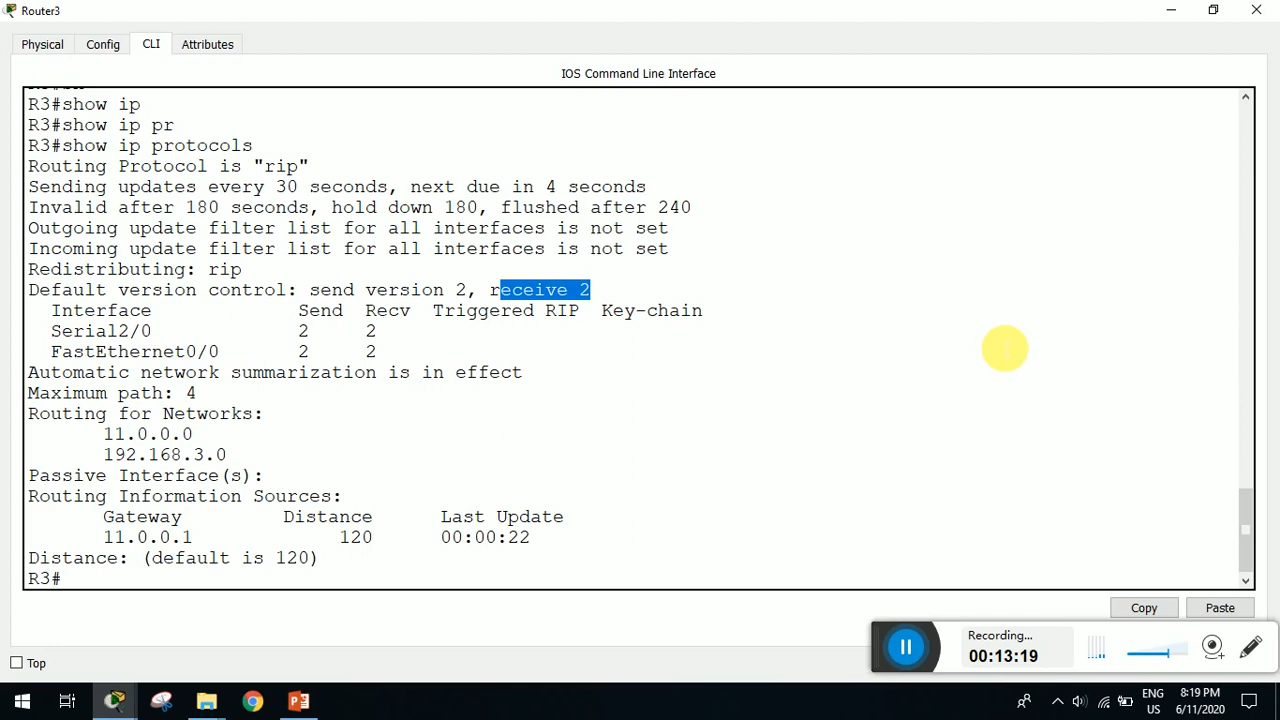 Router3
Physical Config CLI Attributes
IOS Command Line Interface
R3#show ip
R3#show ip pr
R3#show ip protocols
Routing Protocol is "rip"
Sending updates every 30 seconds, next due in 4 seconds
Invalid after 180 seconds, hold down 180, flushed after 240
Outgoing update filter list for all interfaces is not set
Incoming update filter list for all interfaces is not set
Redistributing: rip
Default version control: send version 2, receive 2
Interface Send Recv Triggered RIP Key-chain
Serial2/0 2 2
FastEthernet0/0 2 2
Automatic network summarization is in effect
Maximum path: 4
Routing for Networks:
11.0.0.0
192.168.3.0
Passive Interface(s):
Routing Information Sources:
Gateway Distance Last Update
11.0.0.1 120 00:00:22
Distance: (default is 120)
R3#
Copy Paste
Recording...
00:13:19
Top
ENG 8:19 PM
US 6/11/2020